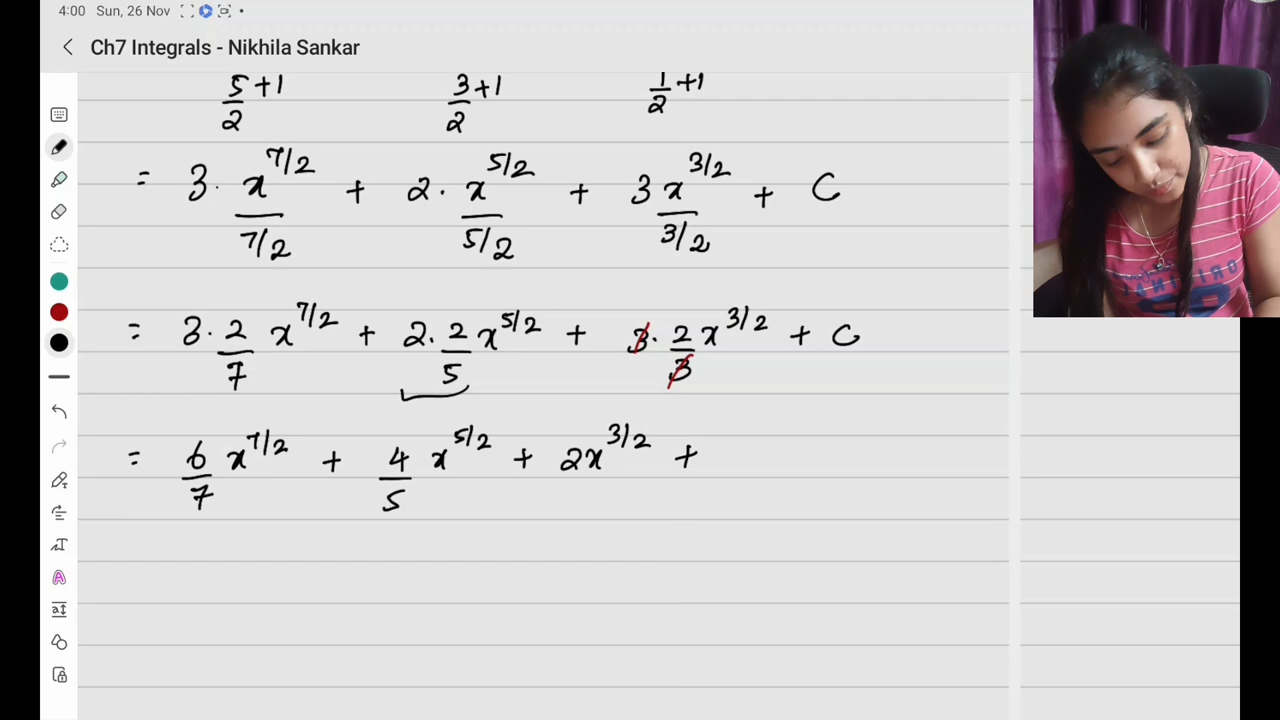 4:00 Sun, 26 Nov
Ch7 Integrals - Nikhila Sankar
5/2 +1 3/2 +1 1/2 +1
= 3 · x^7/2 / 7/2 + 2 · x^5/2 / 5/2 + 3 x^3/2 / 3/2 + C
= 3 · 2/7 x^7/2 + 2 · 2/5 x^5/2 + 3 · 2/3 x^3/2 + C
= 6/7 x^7/2 + 4/5 x^5/2 + 2x^3/2 +